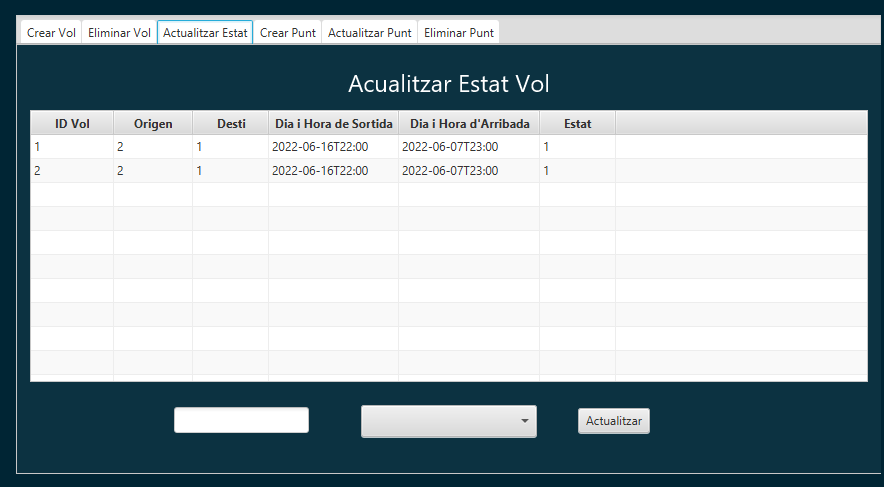 Crear Vol Eliminar Vol Actualitzar Estat Crear Punt Actualitzar Punt Eliminar Punt
Acualitzar Estat Vol
ID Vol Origen Desti Dia i Hora de Sortida Dia i Hora d'Arribada Estat
1 2 1 2022-06-16T22:00 2022-06-07T23:00 1
2 2 1 2022-06-16T22:00 2022-06-07T23:00 1
Actualitzar